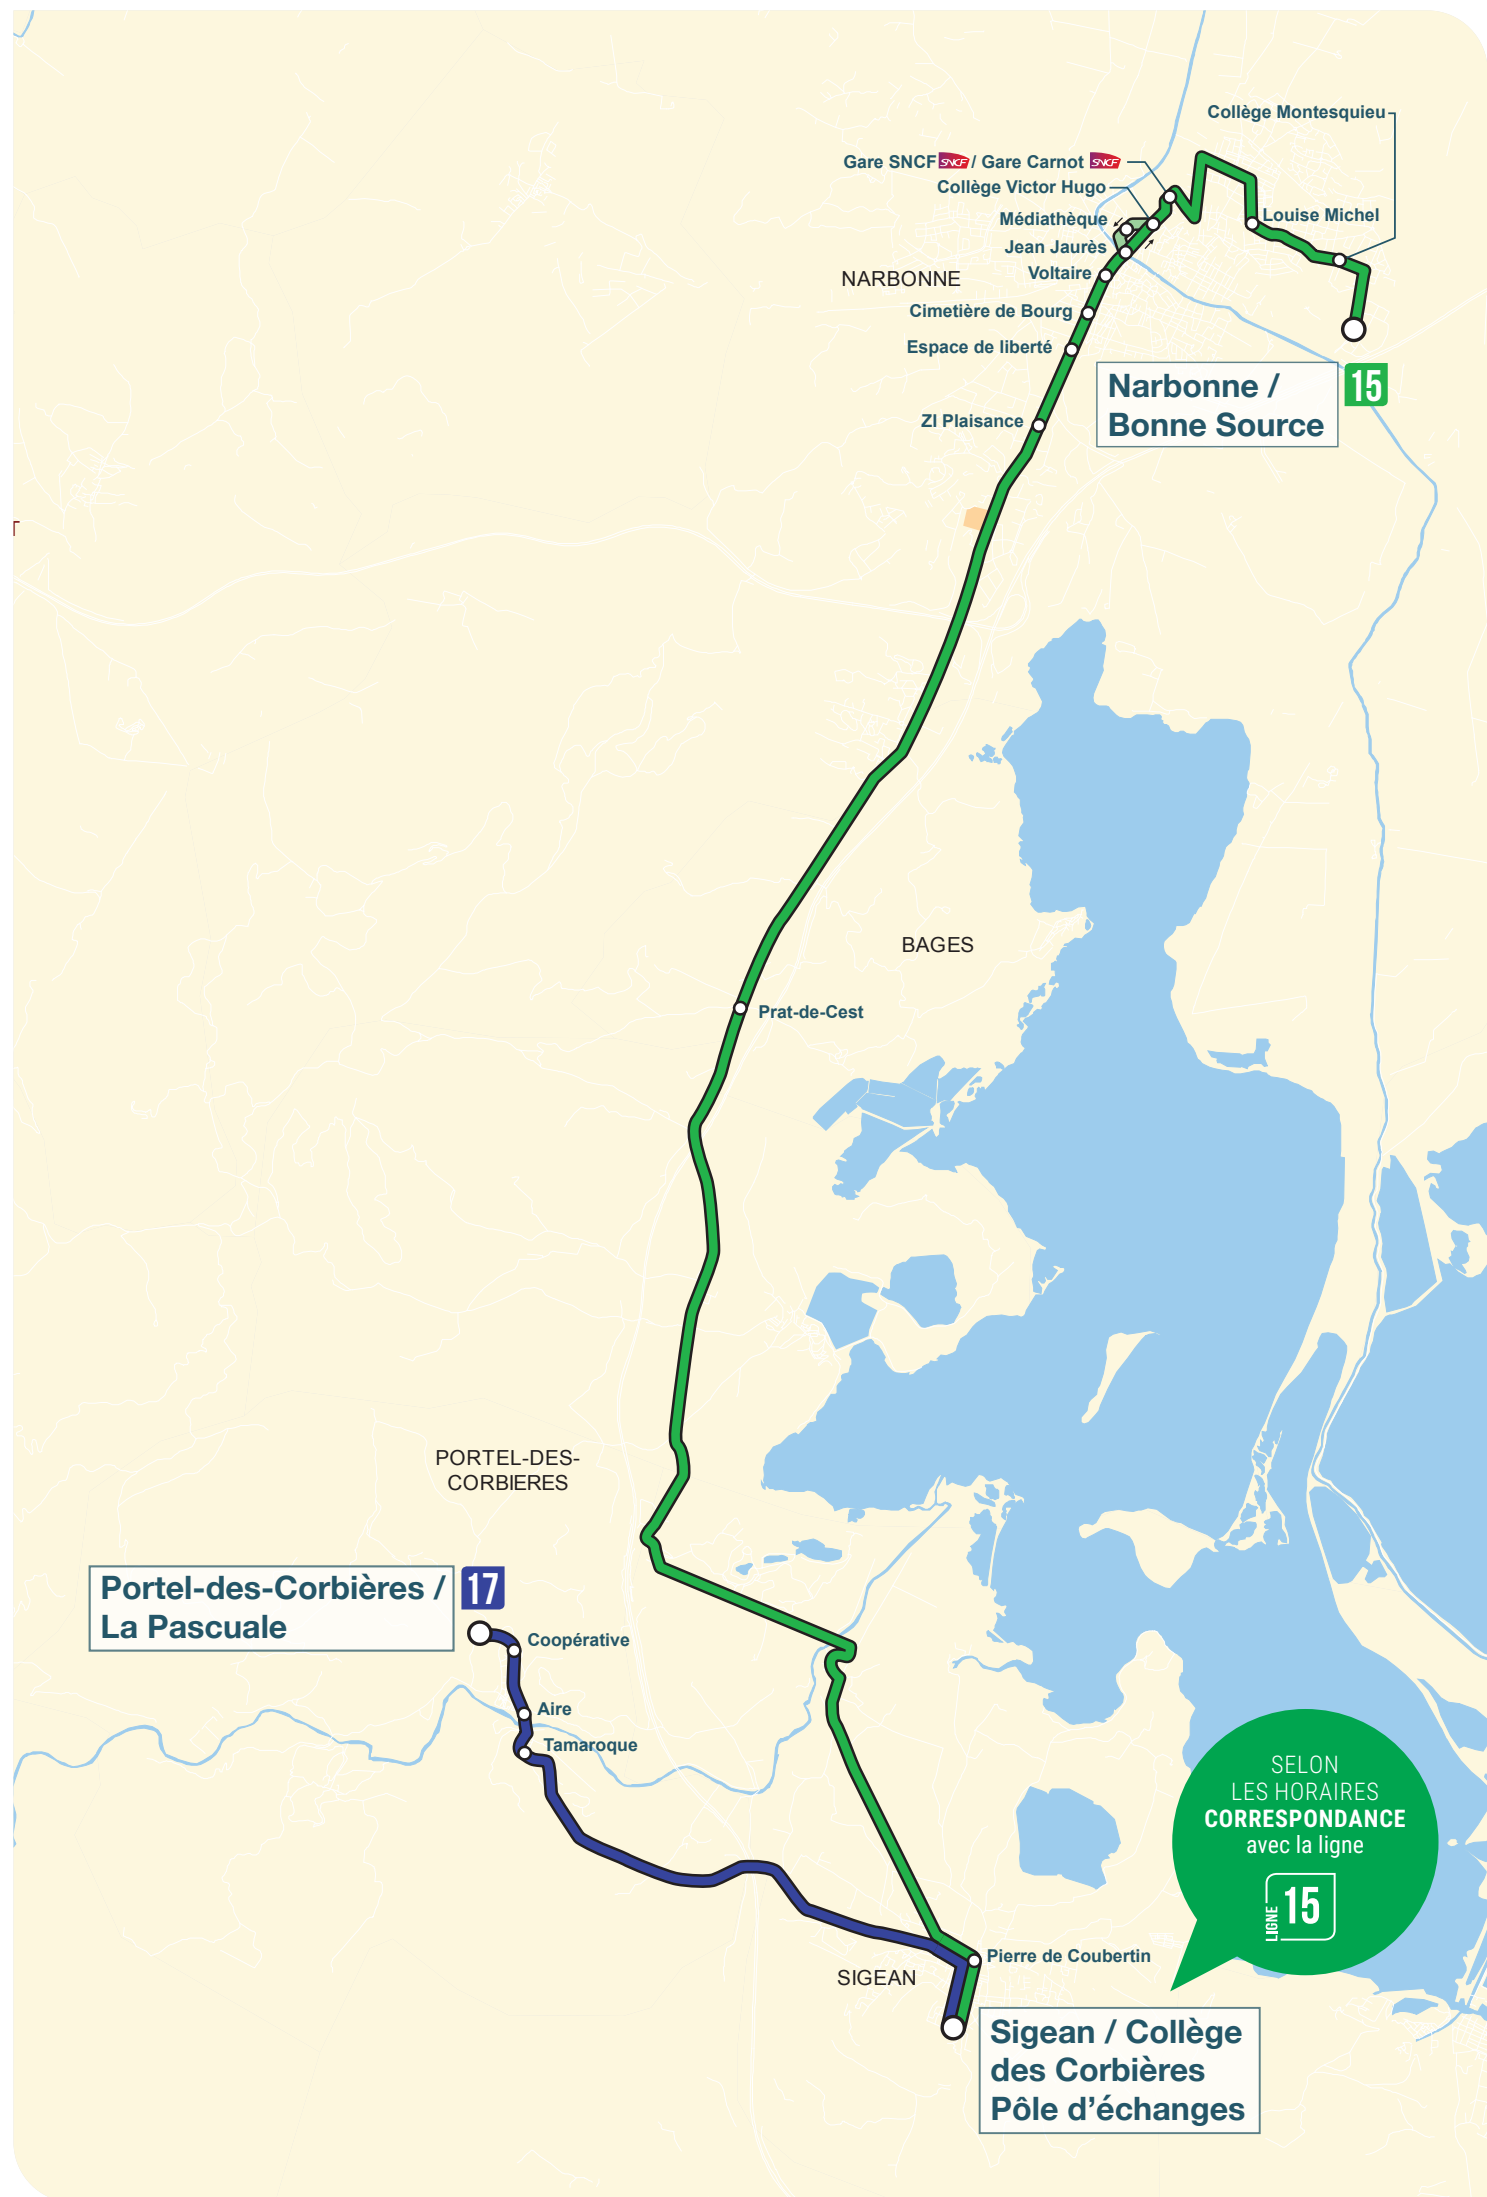 Collège Montesquieu
Gare SNCF SNCF / Gare Carnot SNCF
Collège Victor Hugo
Médiathèque
Louise Michel
Jean Jaurès
Voltaire
NARBONNE
Cimetière de Bourg
Espace de liberté
Narbonne /
Bonne Source
15
ZI Plaisance
T
BAGES
Prat-de-Cest
PORTEL-DES-
CORBIERES
Portel-des-Corbières /
La Pascuale
17
Coopérative
Aire
Tamaroque
SELON
LES HORAIRES
CORRESPONDANCE
avec la ligne
LIGNE 15
Pierre de Coubertin
SIGEAN
Sigean / Collège
des Corbières
Pôle d'échanges